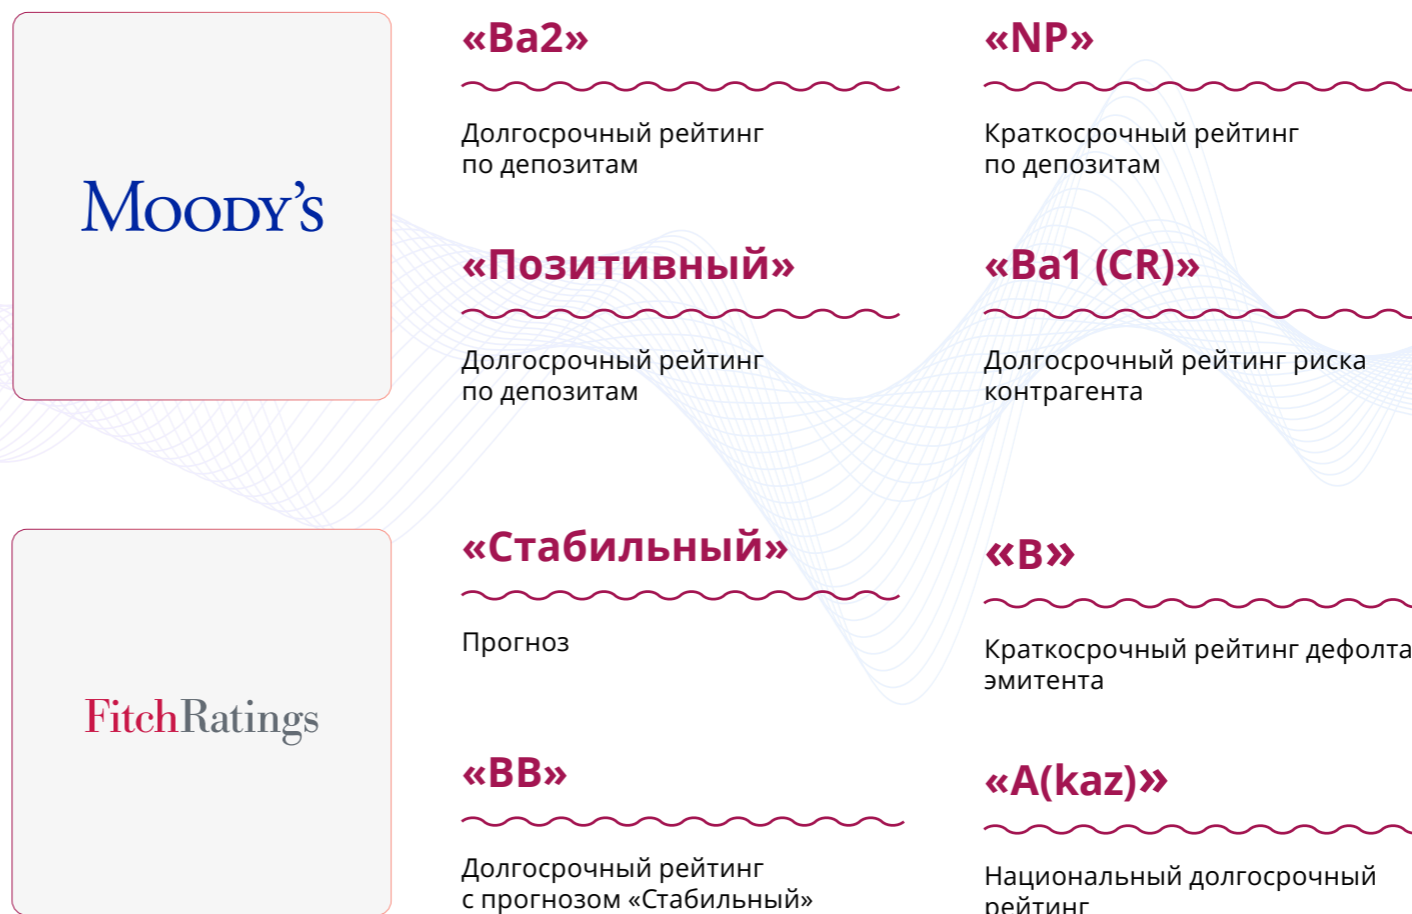 MOODY'S
«Ba2»
Долгосрочный рейтинг
по депозитам
«NP»
Краткосрочный рейтинг
по депозитам
«Позитивный»
Долгосрочный рейтинг
по депозитам
«Ba1 (CR)»
Долгосрочный рейтинг риска
контрагента
FitchRatings
«Стабильный»
Прогноз
«B»
Краткосрочный рейтинг дефолта
эмитента
«BB»
Долгосрочный рейтинг
с прогнозом «Стабильный»
«A(kaz)»
Национальный долгосрочный
рейтинг